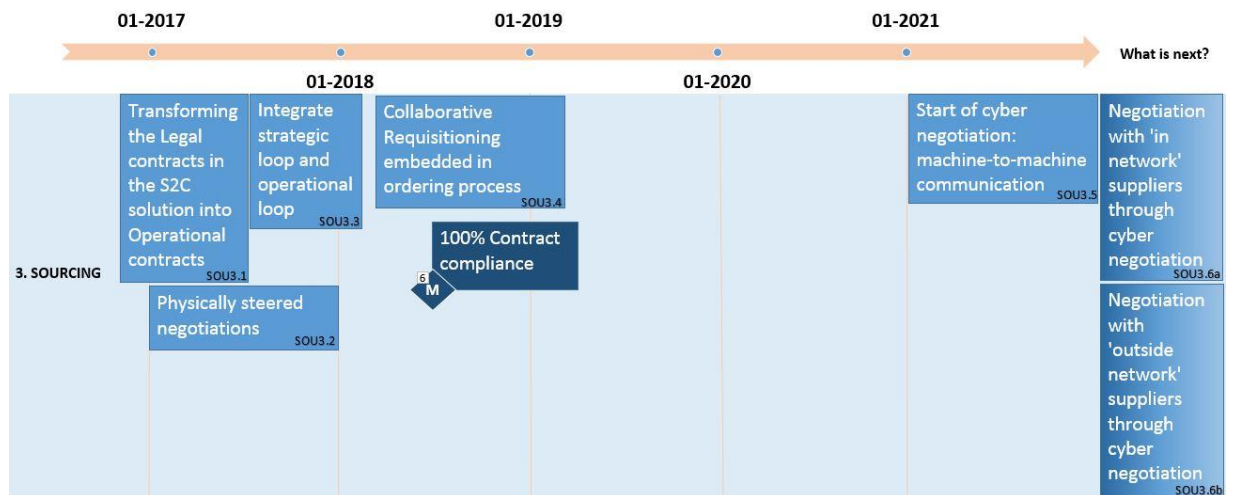 01-2017
01-2019
01-2021
What is next?
01-2018
01-2020
3. SOURCING
Transforming
the Legal
contracts in
the S2C
solution into
Operational
contracts
SOU3.1
Integrate
strategic
loop and
operational
loop
SOU3.3
Collaborative
Requisitioning
embedded in
ordering process
SOU3.4
Start of cyber
negotiation:
machine-to-machine
communication
SOU3.5
Negotiation
with 'in
network'
suppliers
through
cyber
negotiation
SOU3.6a
100% Contract
compliance
6
M
Physically steered
negotiations
SOU3.2
Negotiation
with
'outside
network'
suppliers
through
cyber
negotiation
SOU3.6b